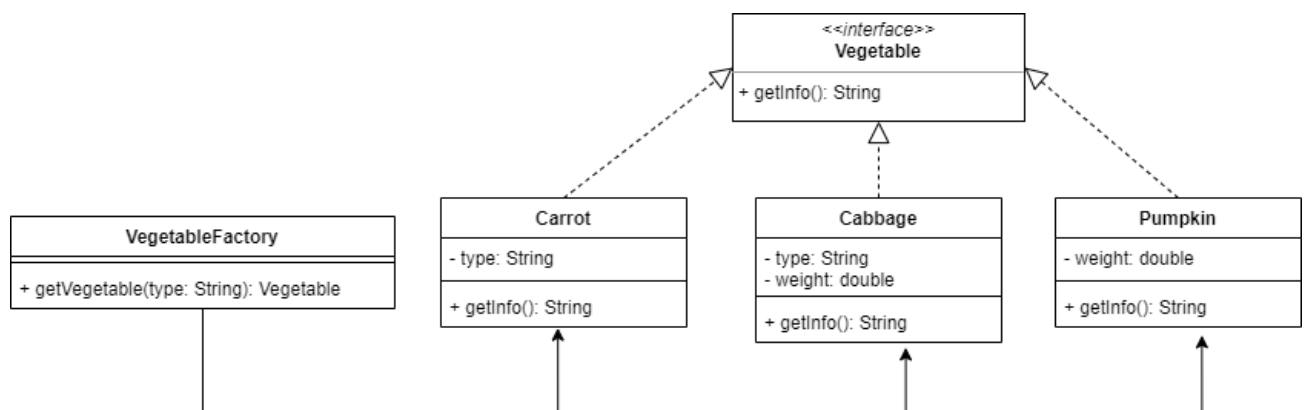 <<interface>>
Vegetable
+ getInfo(): String
VegetableFactory
+ getVegetable(type: String): Vegetable
Carrot
- type: String
+ getInfo(): String
Cabbage
- type: String
- weight: double
+ getInfo(): String
Pumpkin
- weight: double
+ getInfo(): String